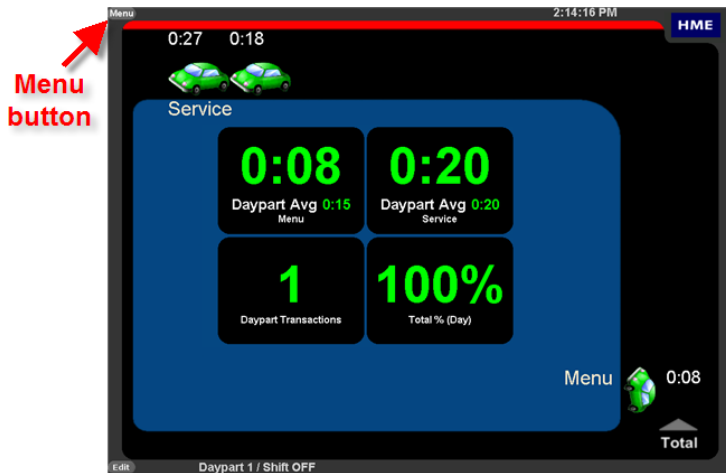 Menu
2:14:16 PM
HME
0:27 0:18
Menu
button
Service
0:08
Daypart Avg 0:15
Menu
0:20
Daypart Avg 0:20
Service
1
Daypart Transactions
100%
Total % (Day)
Menu 0:08
Total
Edit
Daypart 1 / Shift OFF